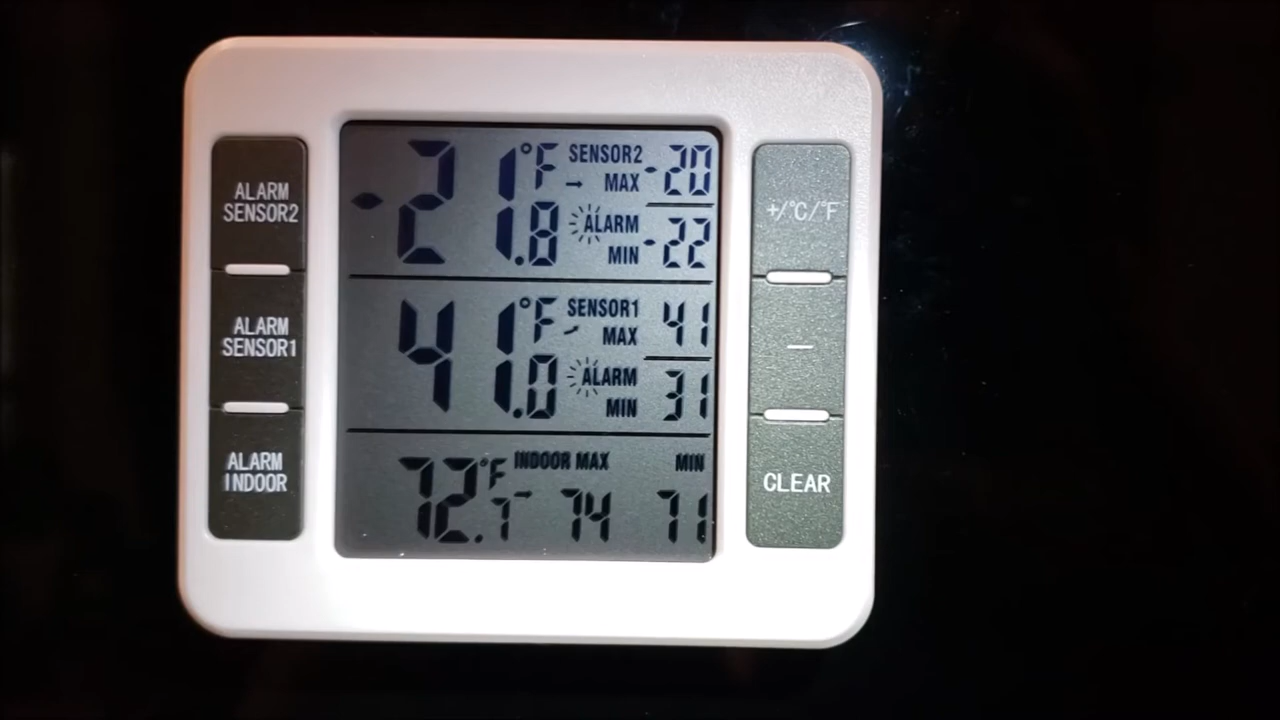 ALARM
SENSOR2
ALARM
SENSOR1
ALARM
INDOOR
-21.8 °F SENSOR2
MAX -20
ALARM
MIN -22
41.0 °F SENSOR1
MAX 41
ALARM
MIN 31
72.7 °F INDOOR MAX MIN
74 71
+/°C/°F
—
CLEAR